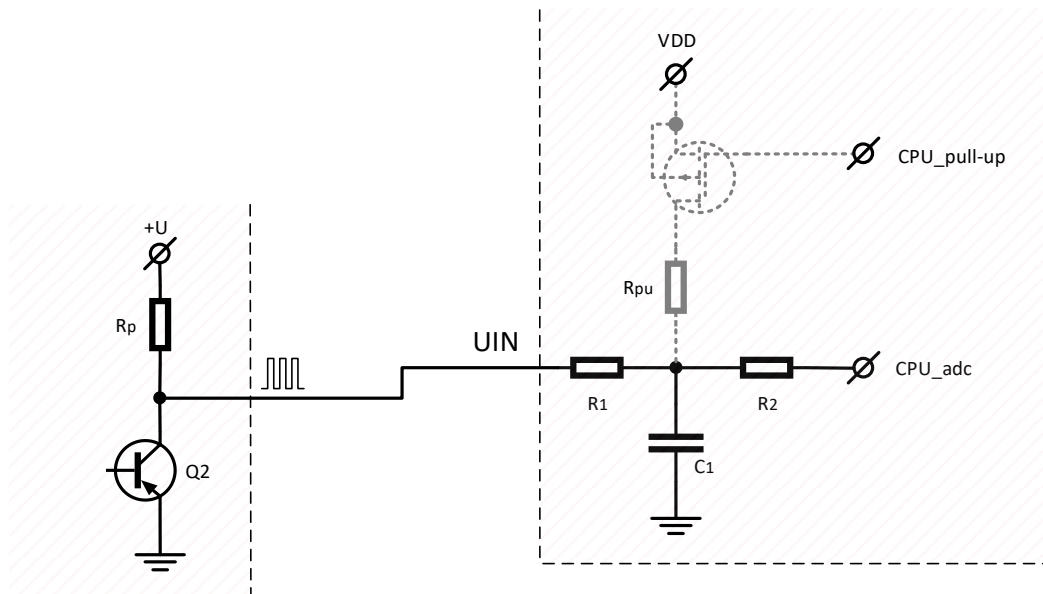 VDD
CPU_pull-up
+U
Rpu
Rp
UIN
CPU_adc
R1
R2
Q2
C1